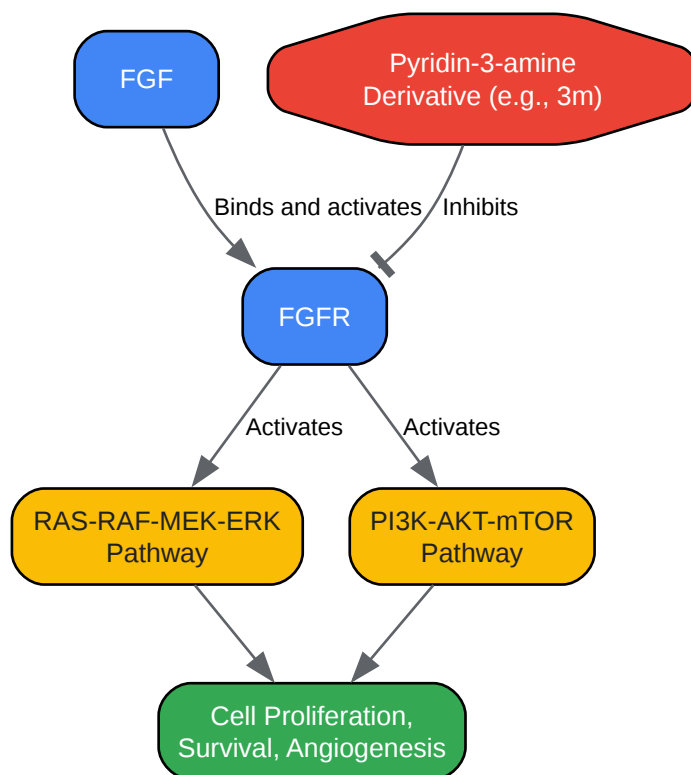 FGF
Pyridin-3-amine
Derivative (e.g., 3m)
Binds and activates
Inhibits
FGFR
Activates
Activates
RAS-RAF-MEK-ERK
Pathway
PI3K-AKT-mTOR
Pathway
Cell Proliferation,
Survival, Angiogenesis